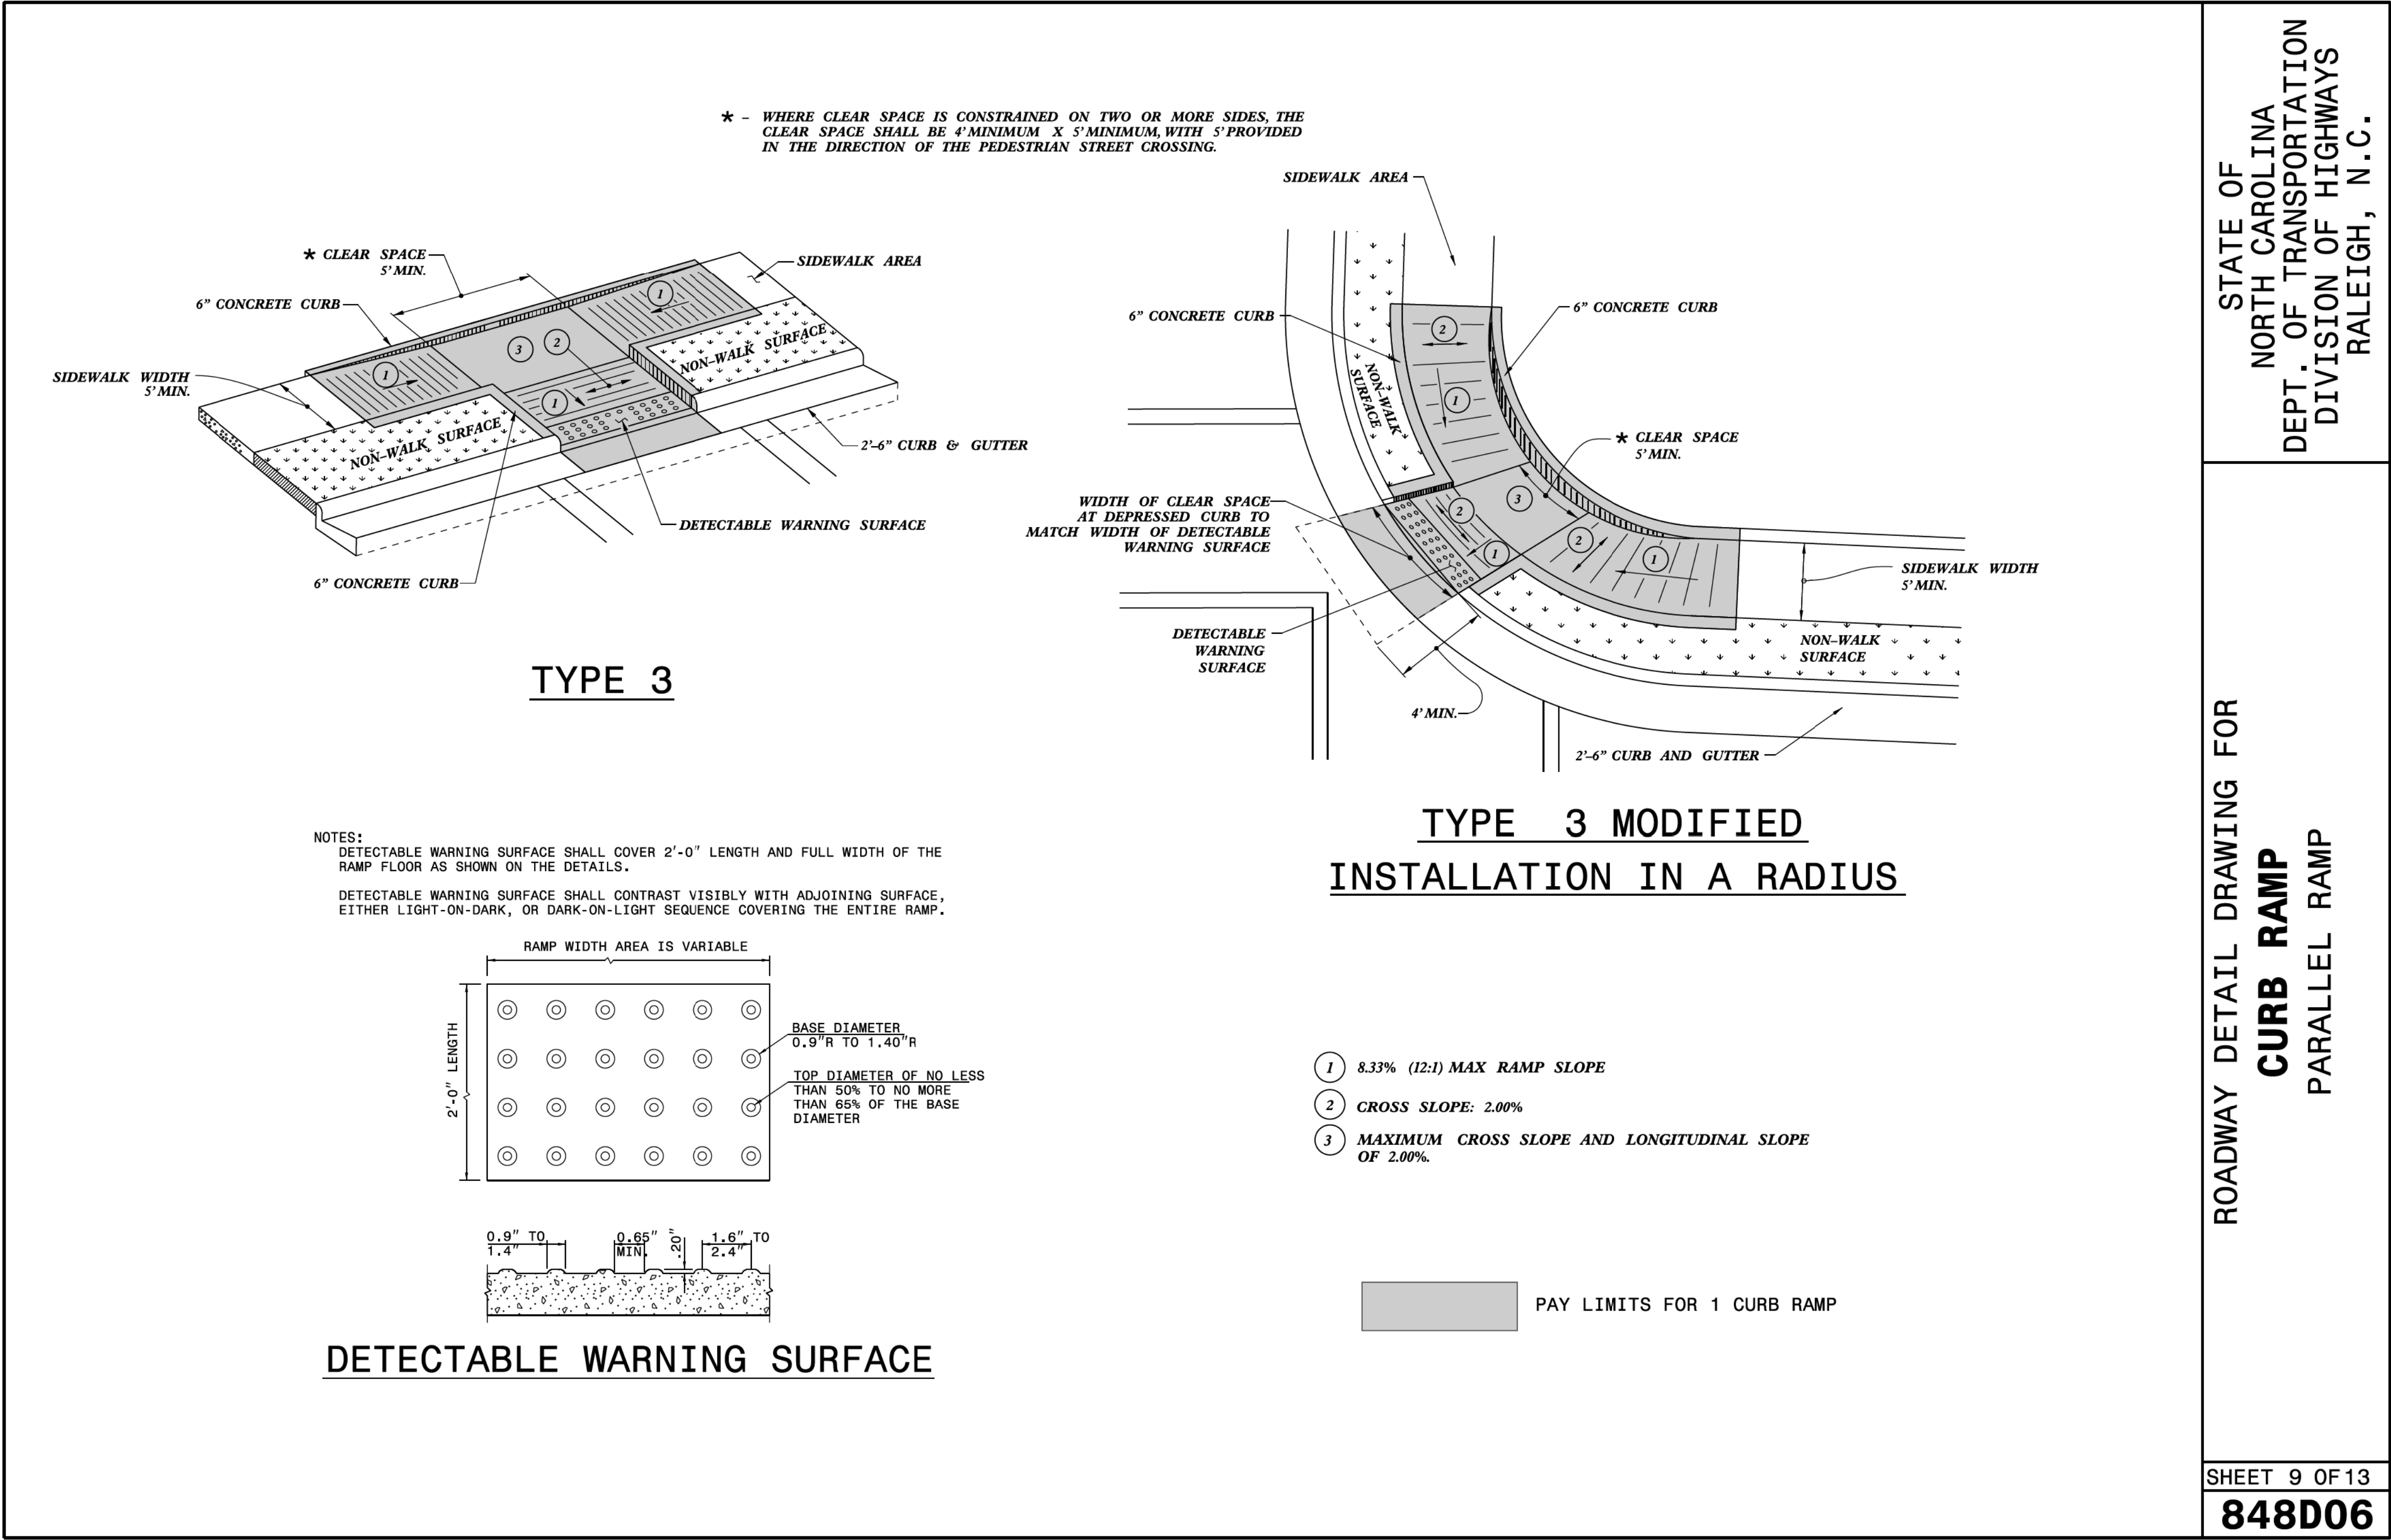 * - WHERE CLEAR SPACE IS CONSTRAINED ON TWO OR MORE SIDES, THE
CLEAR SPACE SHALL BE 4' MINIMUM X 5' MINIMUM, WITH 5' PROVIDED
IN THE DIRECTION OF THE PEDESTRIAN STREET CROSSING.
* CLEAR SPACE
5' MIN.
SIDEWALK AREA
6" CONCRETE CURB
1
3
2
1
1
NON-WALK SURFACE
NON-WALK SURFACE
SIDEWALK WIDTH
5' MIN.
2'-6" CURB & GUTTER
DETECTABLE WARNING SURFACE
6" CONCRETE CURB
TYPE 3
SIDEWALK AREA
6" CONCRETE CURB
6" CONCRETE CURB
2
NON-WALK
SURFACE
1
* CLEAR SPACE
5' MIN.
WIDTH OF CLEAR SPACE
AT DEPRESSED CURB TO
MATCH WIDTH OF DETECTABLE
WARNING SURFACE
3
2
2
1
1
SIDEWALK WIDTH
5' MIN.
DETECTABLE
WARNING
SURFACE
NON-WALK
SURFACE
4' MIN.
2'-6" CURB AND GUTTER
TYPE 3 MODIFIED
INSTALLATION IN A RADIUS
NOTES:
DETECTABLE WARNING SURFACE SHALL COVER 2'-0" LENGTH AND FULL WIDTH OF THE
RAMP FLOOR AS SHOWN ON THE DETAILS.
DETECTABLE WARNING SURFACE SHALL CONTRAST VISIBLY WITH ADJOINING SURFACE,
EITHER LIGHT-ON-DARK, OR DARK-ON-LIGHT SEQUENCE COVERING THE ENTIRE RAMP.
RAMP WIDTH AREA IS VARIABLE
2'-0" LENGTH
BASE DIAMETER
0.9"R TO 1.40"R
TOP DIAMETER OF NO LESS
THAN 50% TO NO MORE
THAN 65% OF THE BASE
DIAMETER
0.9" TO
1.4"
0.65"
MIN.
.20"
1.6" TO
2.4"
DETECTABLE WARNING SURFACE
1 8.33% (12:1) MAX RAMP SLOPE
2 CROSS SLOPE: 2.00%
3 MAXIMUM CROSS SLOPE AND LONGITUDINAL SLOPE
OF 2.00%.
PAY LIMITS FOR 1 CURB RAMP
STATE OF
NORTH CAROLINA
DEPT. OF TRANSPORTATION
DIVISION OF HIGHWAYS
RALEIGH, N.C.
ROADWAY DETAIL DRAWING FOR
CURB RAMP
PARALLEL RAMP
SHEET 9 OF13
848D06